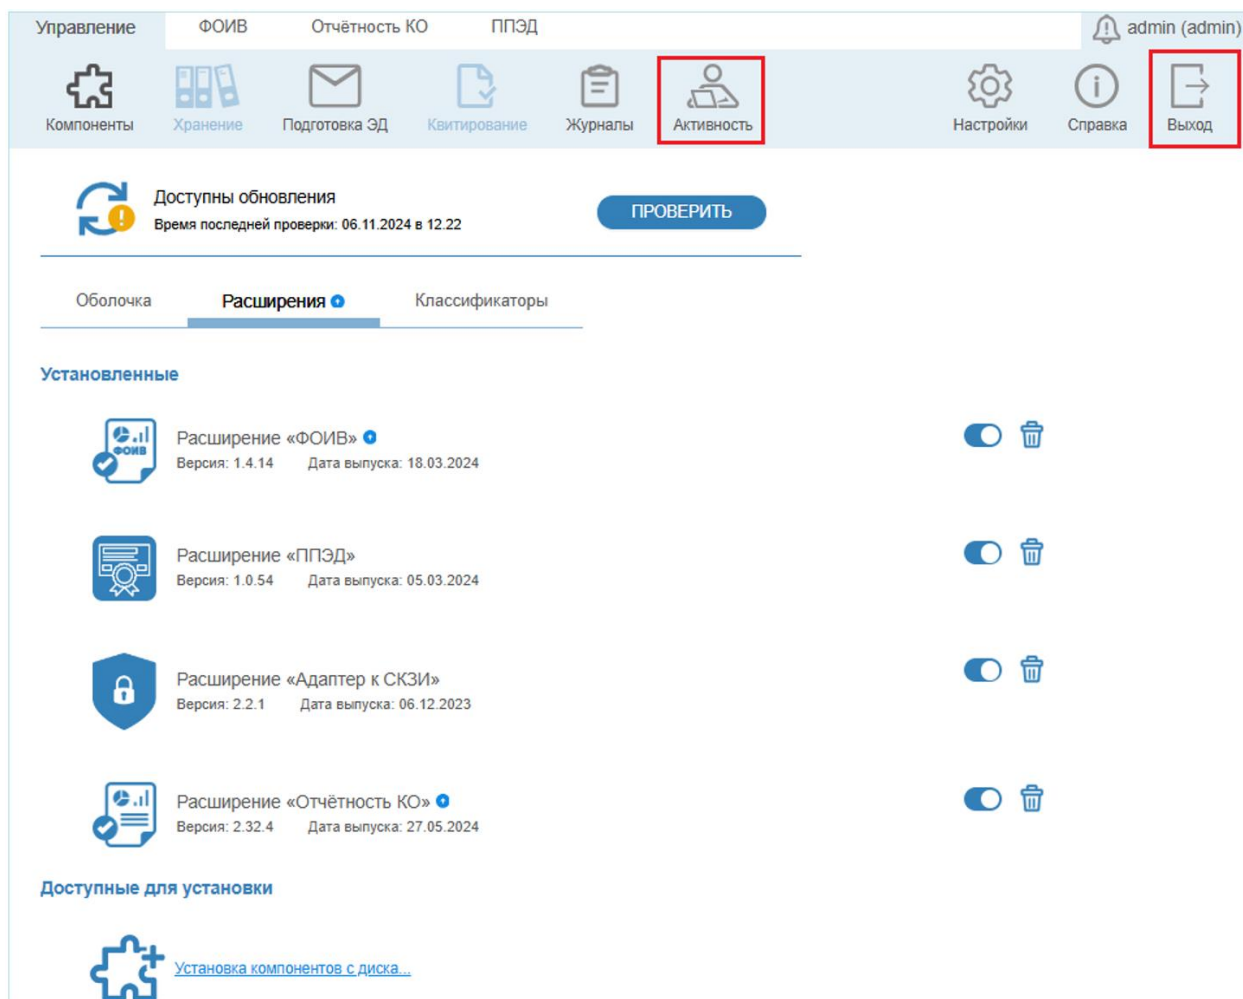 Управление ФОИВ Отчётность КО ППЭД admin (admin)
Компоненты Хранение Подготовка ЭД Квитирование Журналы Активность Настройки Справка Выход
Доступны обновления
Время последней проверки: 06.11.2024 в 12.22
ПРОВЕРИТЬ
Оболочка Расширения Классификаторы
Установленные
ФОИВ
Расширение «ФОИВ»
Версия: 1.4.14 Дата выпуска: 18.03.2024
Расширение «ППЭД»
Версия: 1.0.54 Дата выпуска: 05.03.2024
Расширение «Адаптер к СКЗИ»
Версия: 2.2.1 Дата выпуска: 06.12.2023
Расширение «Отчётность КО»
Версия: 2.32.4 Дата выпуска: 27.05.2024
Доступные для установки
Установка компонентов с диска...